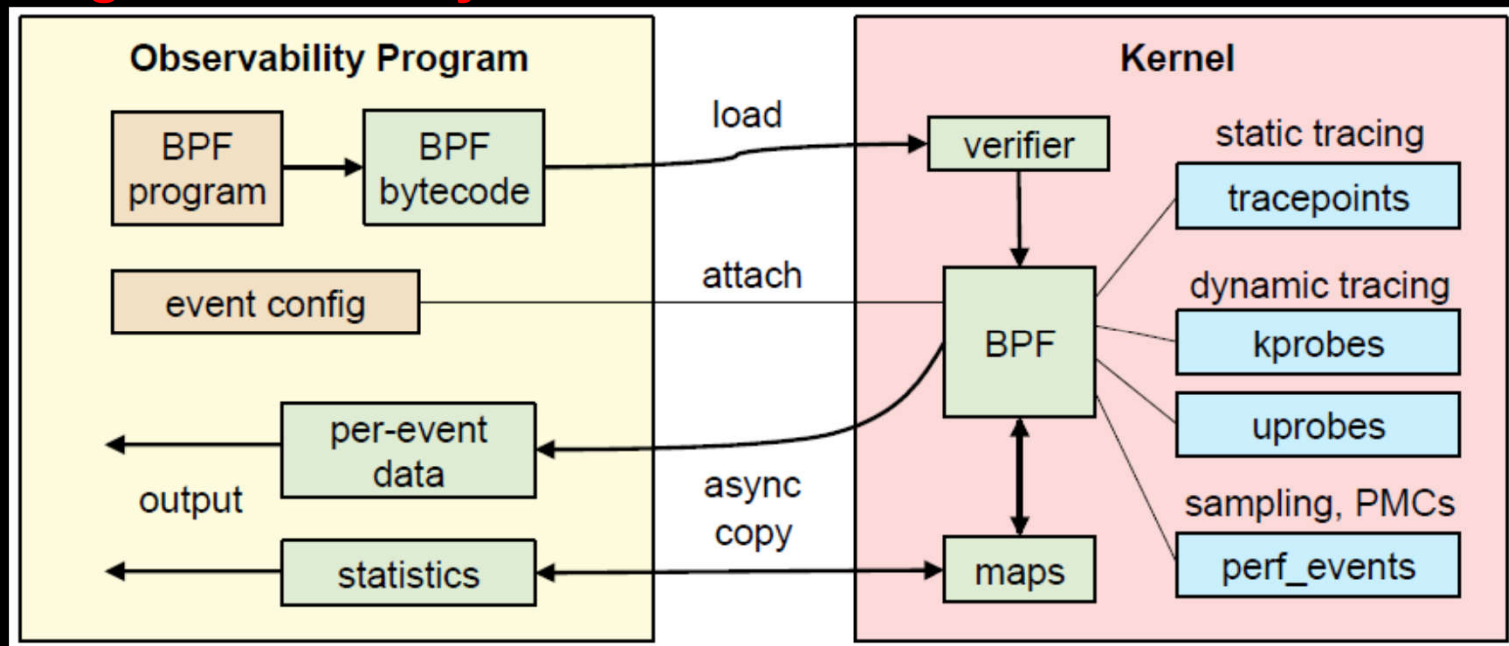 Observability Program
BPF
program
BPF
bytecode
event config
per-event
data
output
statistics
load
attach
async
copy
Kernel
verifier
BPF
maps
static tracing
tracepoints
dynamic tracing
kprobes
uprobes
sampling, PMCs
perf_events